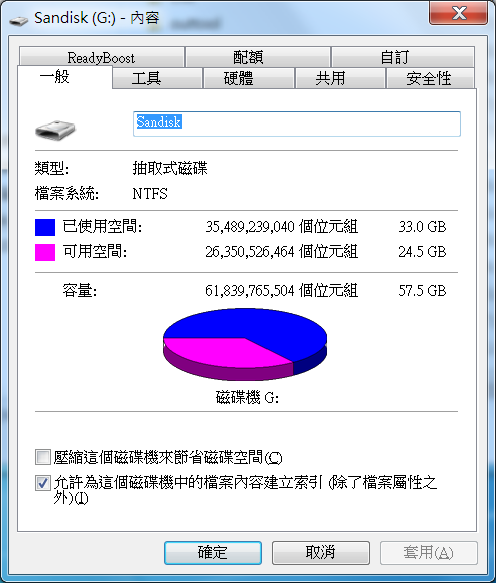 Sandisk (G:) - 內容
ReadyBoost 配額 自訂
一般 工具 硬體 共用 安全性
Sandisk
類型: 抽取式磁碟
檔案系統: NTFS
已使用空間: 35,489,239,040 個位元組 33.0 GB
可用空間: 26,350,526,464 個位元組 24.5 GB
容量: 61,839,765,504 個位元組 57.5 GB
磁碟機 G:
壓縮這個磁碟機來節省磁碟空間(C)
允許為這個磁碟機中的檔案內容建立索引 (除了檔案屬性之
外)(I)
確定 取消 套用(A)